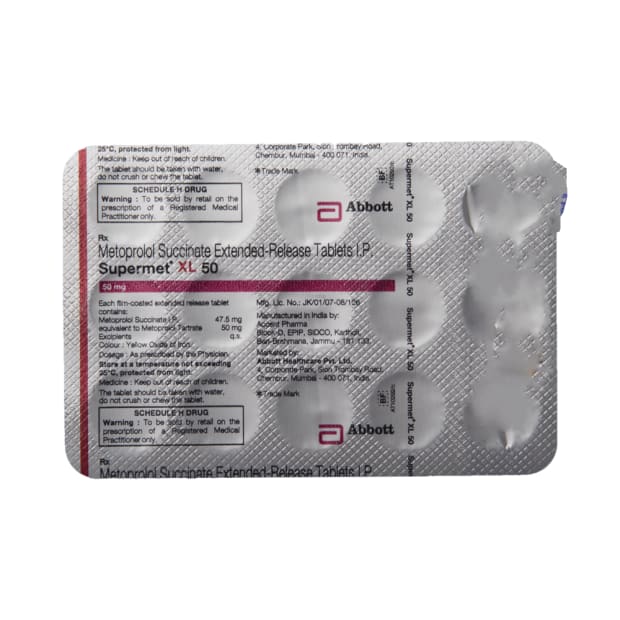 25°C, protected from light.
Medicine : Keep out of reach of children.
The tablet should be taken with water,
do not crush or chew the tablet.
SCHEDULE H DRUG
Warning : To be sold by retail on the
prescription of a Registered Medical
Practitioner only.
4, Corporate Park, Sion Trombay Road,
Chembur, Mumbai - 400 071, India.
*Trade Mark
Abbott
Rx
Metoprolol Succinate Extended-Release Tablets I.P.
Supermet* XL 50
50 mg
Each film-coated extended release tablet
contains:
Metoprolol Succinate I.P. 47.5 mg
equivalent to Metoprolol Tartrate 50 mg
Excipients q.s.
Colour : Yellow Oxide of Iron
Dosage : As prescribed by the Physician.
Store at a temperature not exceeding
25°C, protected from light.
Medicine : Keep out of reach of children.
The tablet should be taken with water,
do not crush or chew the tablet.
SCHEDULE H DRUG
Warning : To be sold by retail on the
prescription of a Registered Medical
Practitioner only.
Mfg. Lic. No.: JK/01/07-08/126
Manufactured in India by:
Accent Pharma
Block-D, EPIP, SIDCO, Kartholi,
Bari-Brahmana, Jammu - 181 133.
Marketed by:
Abbott Healthcare Pvt. Ltd.
4, Corporate Park, Sion Trombay Road,
Chembur, Mumbai - 400 071, India.
*Trade Mark
Abbott
Metoprolol Succinate Extended-Release Tablets I.P.
Supermet* XL 50
Supermet* XL 50
Supermet* XL 50
Supermet* XL 50